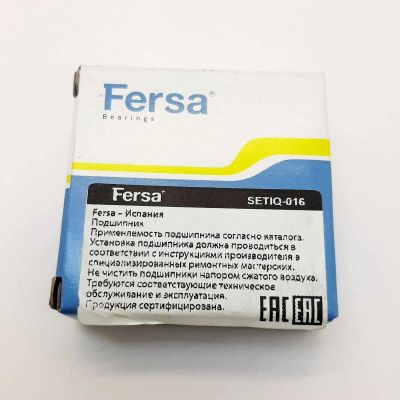 Fersa®
Bearings
Fersa® SETIQ-016
Fersa – Испания
Подшипник
Применяемость подшипника согласно каталога.
Установка подшипника должна проводиться в
соответствии с инструкциями производителя в
специализированных ремонтных мастерских.
Не чистить подшипники напором сжатого воздуха.
Требуются соответствующие техническое
обслуживание и эксплуатация.
Продукция сертифицирована.
EAC EAC